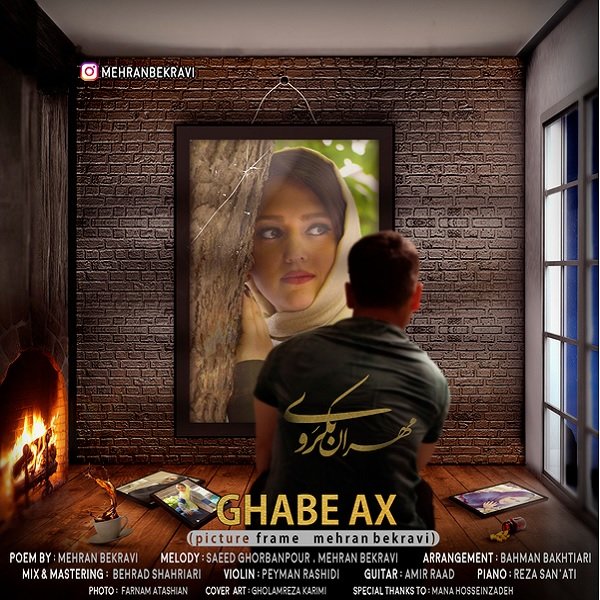 MEHRANBEKRAVI
مهران بکروی
GHABE AX
(picture frame mehran bekravi)
POEM BY : MEHRAN BEKRAVI MELODY : SAEED GHORBANPOUR . MEHRAN BEKRAVI ARRANGEMENT : BAHMAN BAKHTIARI
MIX & MASTERING : BEHRAD SHAHRIARI VIOLIN : PEYMAN RASHIDI GUITAR : AMIR RAAD PIANO : REZA SAN'ATI
PHOTO : FARNAM ATASHIAN COVER ART : GHOLAMREZA KARIMI SPECIAL THANKS TO : MANA HOSSEINZADEH